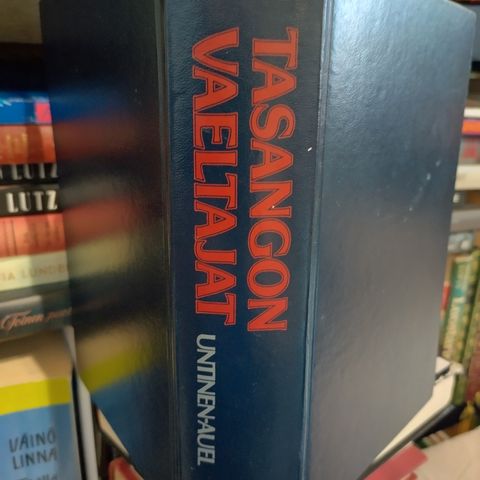 TASANGON
VAELTAJAT
UNTINEN-AUEL
LUTZ
LUTZ
VÄINÖ
LINNA